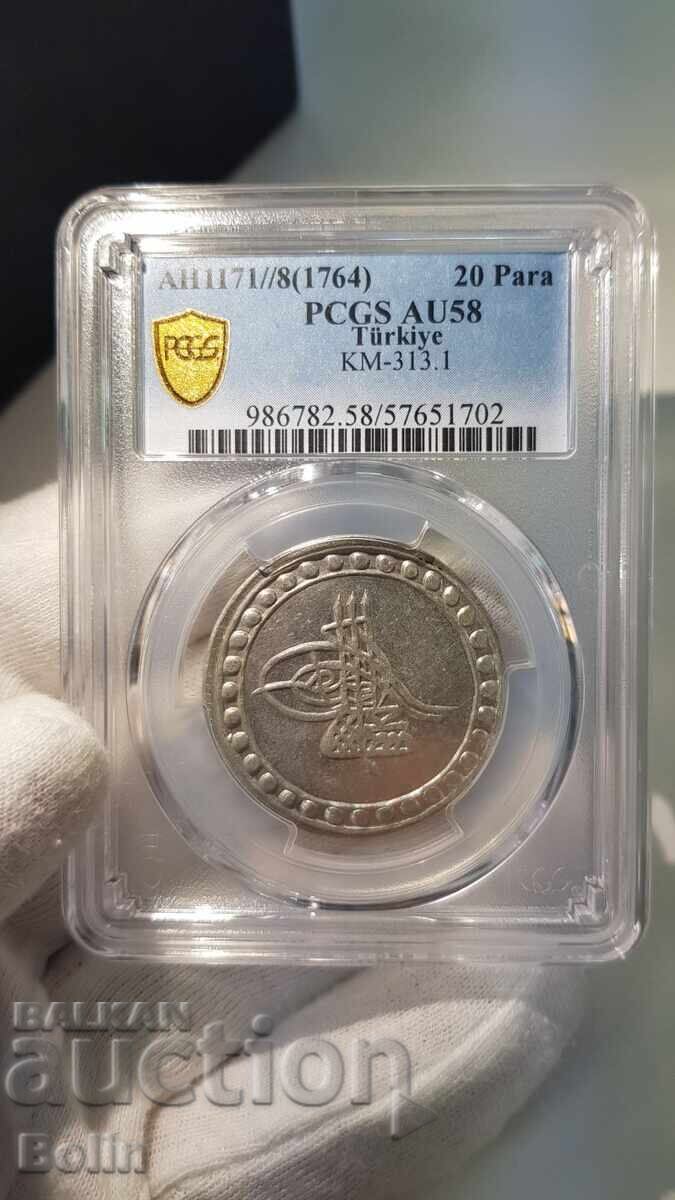 AH1171//8(1764) 20 Para
PCGS AU58
Türkiye
KM-313.1
PCGS
986782.58/57651702
BALKAN
auction
Bolin